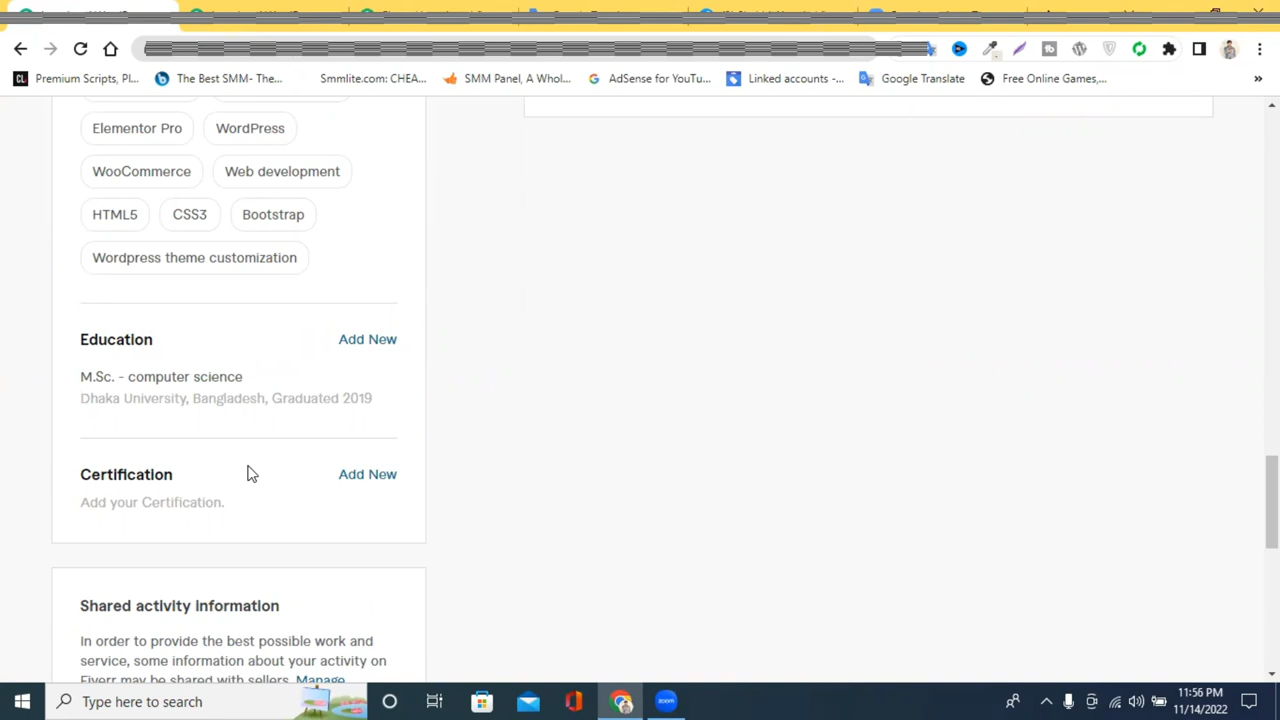 CL Premium Scripts, Pl...
The Best SMM- The...
Smmlite.com: CHEA...
SMM Panel, A Whol...
AdSense for YouTu...
Linked accounts -...
Google Translate
Free Online Games,...
»
Elementor Pro
WordPress
WooCommerce
Web development
HTML5
CSS3
Bootstrap
Wordpress theme customization
Education
Add New
M.Sc. - computer science
Dhaka University, Bangladesh, Graduated 2019
Certification
Add New
Add your Certification.
Shared activity information
In order to provide the best possible work and
service, some information about your activity on
Fiverr may be shared with sellers. Manage
Type here to search
zoom
11:56 PM
11/14/2022